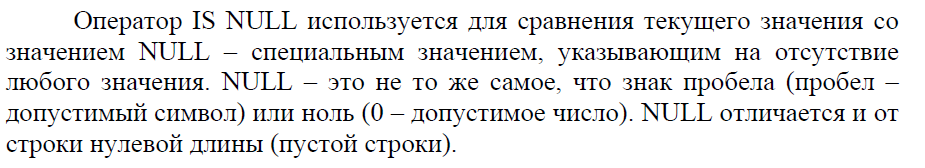 Оператор IS NULL используется для сравнения текущего значения со
значением NULL – специальным значением, указывающим на отсутствие
любого значения. NULL – это не то же самое, что знак пробела (пробел –
допустимый символ) или ноль (0 – допустимое число). NULL отличается и от
строки нулевой длины (пустой строки).